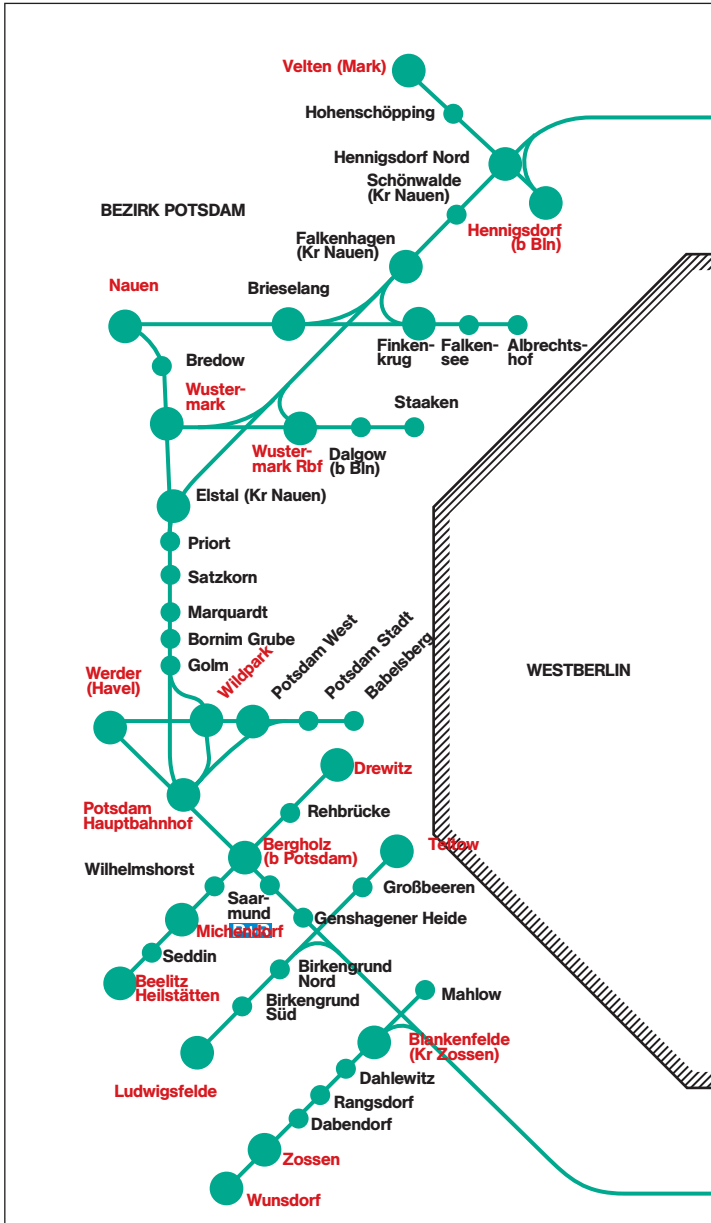 Velten (Mark)
Hohenschöpping
Hennigsdorf Nord
Schönwalde
(Kr Nauen)
BEZIRK POTSDAM
Hennigsdorf
(b Bln)
Falkenhagen
(Kr Nauen)
Nauen
Brieselang
Finken-
krug
Falken-
see
Albrechts-
hof
Bredow
Wuster-
mark
Staaken
Wuster-
mark Rbf
Dalgow
(b Bln)
Elstal (Kr Nauen)
Priort
Satzkorn
Marquardt
Bornim Grube
Golm
Werder
(Havel)
Wildpark
Potsdam West
Potsdam Stadt
Babelsberg
WESTBERLIN
Drewitz
Potsdam
Hauptbahnhof
Rehbrücke
Bergholz
(b Potsdam)
Teltow
Wilhelmshorst
Großbeeren
Saar-
mund
Genshagener Heide
Michendorf
Seddin
Birkengrund
Nord
Beelitz
Heilstätten
Birkengrund
Süd
Mahlow
Blankenfelde
(Kr Zossen)
Ludwigsfelde
Dahlewitz
Rangsdorf
Dabendorf
Zossen
Wunsdorf